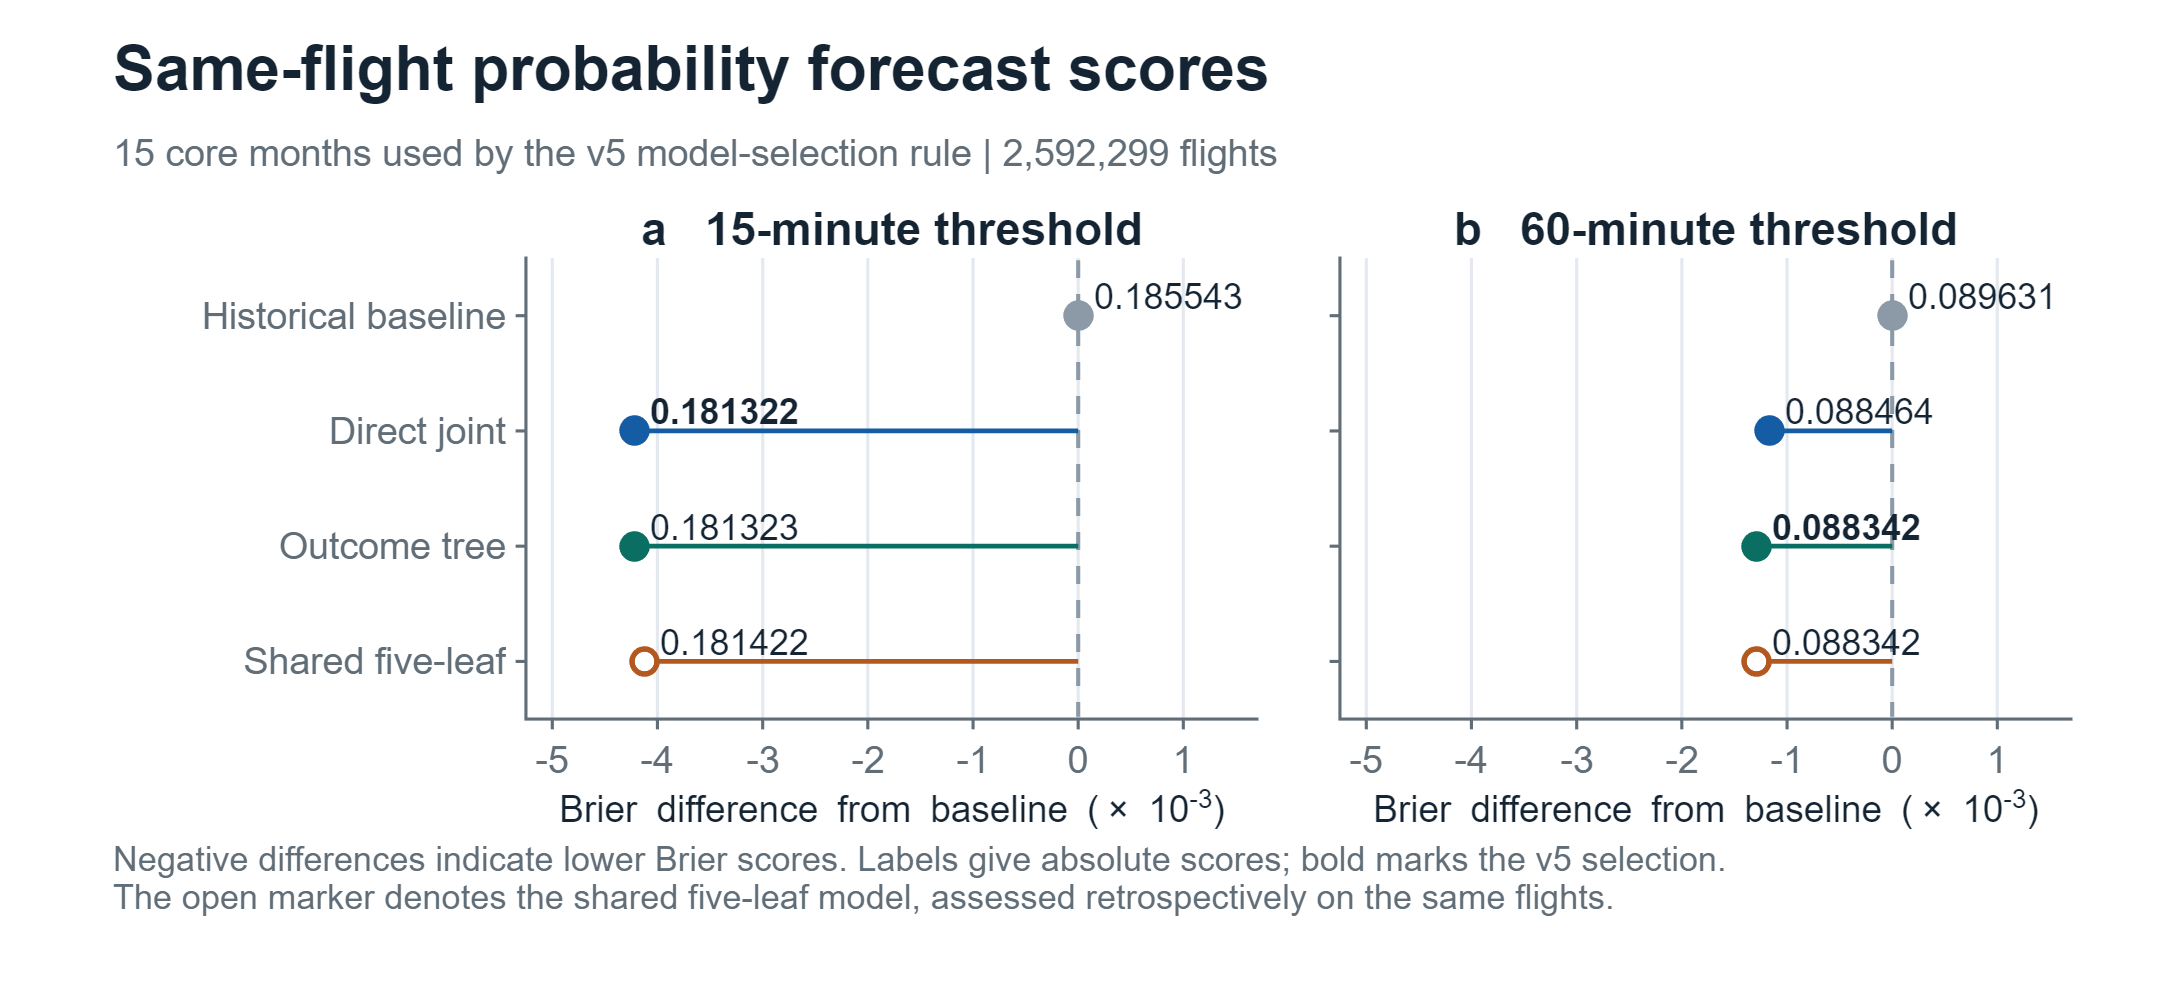 Same-flight probability forecast scores
15 core months used by the v5 model-selection rule | 2,592,299 flights
a 15-minute threshold
b 60-minute threshold
Historical baseline
0.185543
0.089631
Direct joint
0.181322
0.088464
Outcome tree
0.181323
0.088342
Shared five-leaf
0.181422
0.088342
-5 -4 -3 -2 -1 0 1
-5 -4 -3 -2 -1 0 1
Brier difference from baseline (× 10⁻³)
Brier difference from baseline (× 10⁻³)
Negative differences indicate lower Brier scores. Labels give absolute scores; bold marks the v5 selection.
The open marker denotes the shared five-leaf model, assessed retrospectively on the same flights.